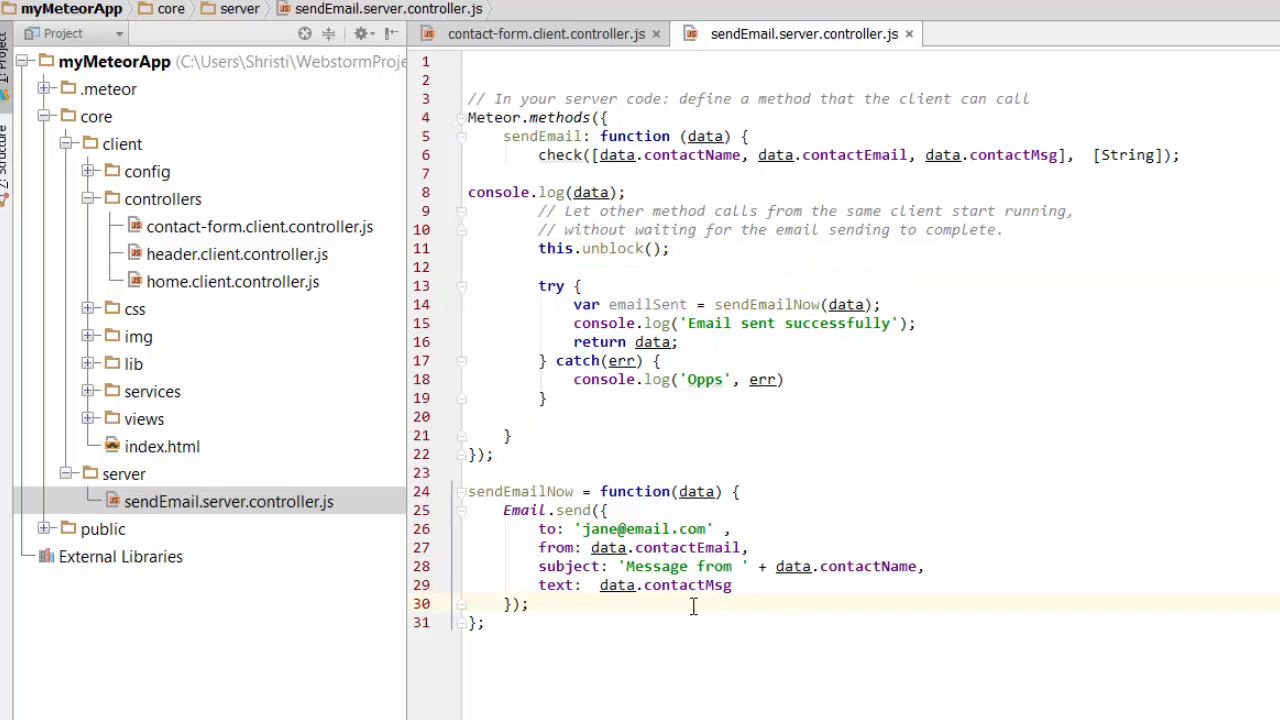 myMeteorApp core server sendEmail.server.controller.js
Project
contact-form.client.controller.js
sendEmail.server.controller.js
1: Project
Z: Structure
myMeteorApp (C:\Users\Shristi\WebstormProje
.meteor
core
client
config
controllers
contact-form.client.controller.js
header.client.controller.js
home.client.controller.js
css
img
lib
services
views
index.html
server
sendEmail.server.controller.js
public
External Libraries
1
2
3 // In your server code: define a method that the client can call
4 Meteor.methods({
5 sendEmail: function (data) {
6 check([data.contactName, data.contactEmail, data.contactMsg], [String]);
7
8 console.log(data);
9 // Let other method calls from the same client start running,
10 // without waiting for the email sending to complete.
11 this.unblock();
12
13 try {
14 var emailSent = sendEmailNow(data);
15 console.log('Email sent successfully');
16 return data;
17 } catch(err) {
18 console.log('Opps', err)
19 }
20
21 }
22 });
23
24 sendEmailNow = function(data) {
25 Email.send({
26 to: 'jane@email.com' ,
27 from: data.contactEmail,
28 subject: 'Message from ' + data.contactName,
29 text: data.contactMsg
30 });
31 };